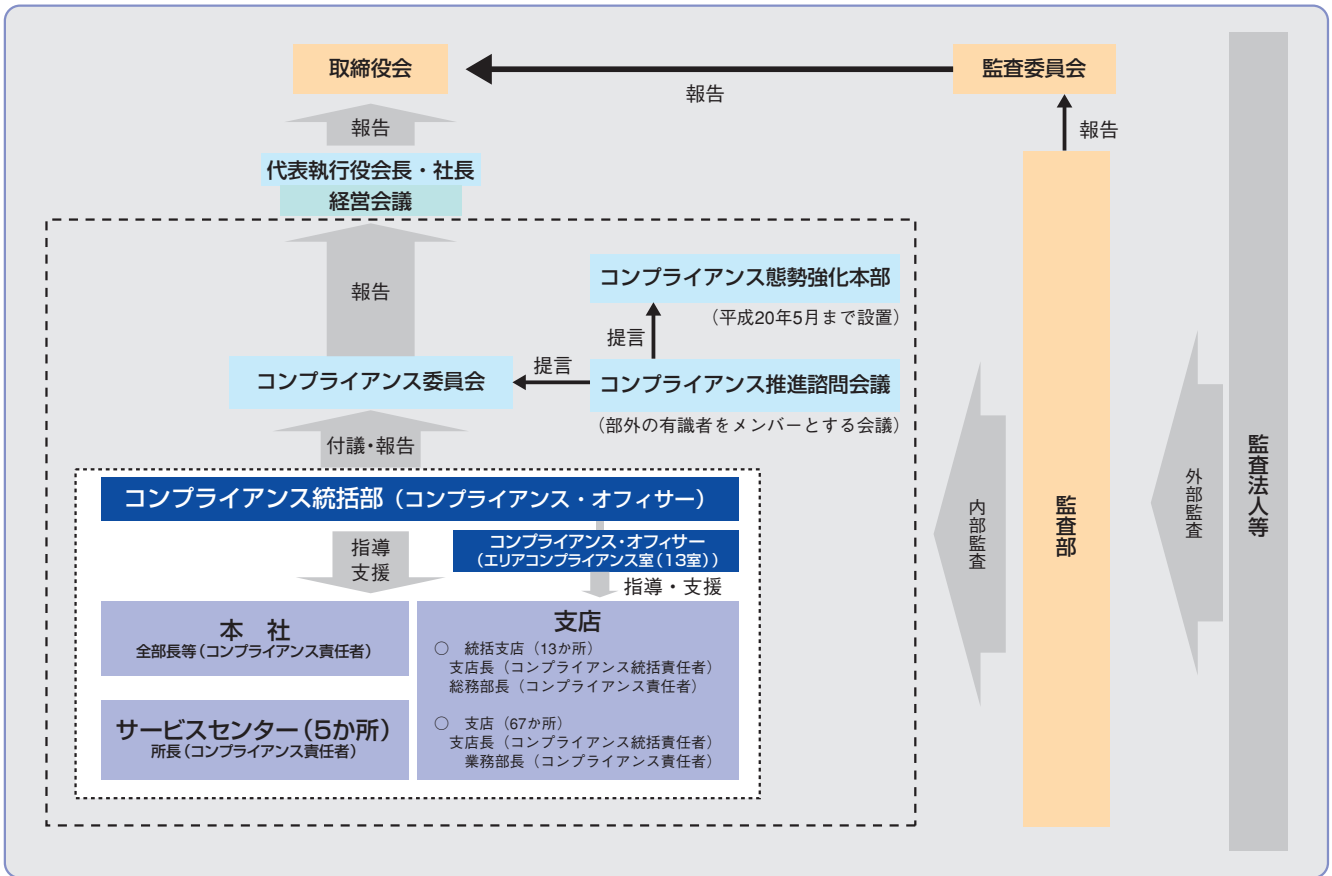 取締役会
監査委員会
報告
報告
報告
代表執行役会長・社長
経営会議
報告
コンプライアンス態勢強化本部
(平成20年5月まで設置)
提言
提言
コンプライアンス委員会
コンプライアンス推進諮問会議
(部外の有識者をメンバーとする会議)
付議・報告
コンプライアンス統括部(コンプライアンス・オフィサー)
コンプライアンス・オフィサー
(エリアコンプライアンス室(13室))
指導
支援
指導・支援
本 社
全部長等(コンプライアンス責任者)
サービスセンター(5か所)
所長(コンプライアンス責任者)
支店
○ 統括支店(13か所)
支店長(コンプライアンス統括責任者)
総務部長(コンプライアンス責任者)
○ 支店(67か所)
支店長(コンプライアンス統括責任者)
業務部長(コンプライアンス責任者)
内部監査
監査部
外部監査
監査法人等